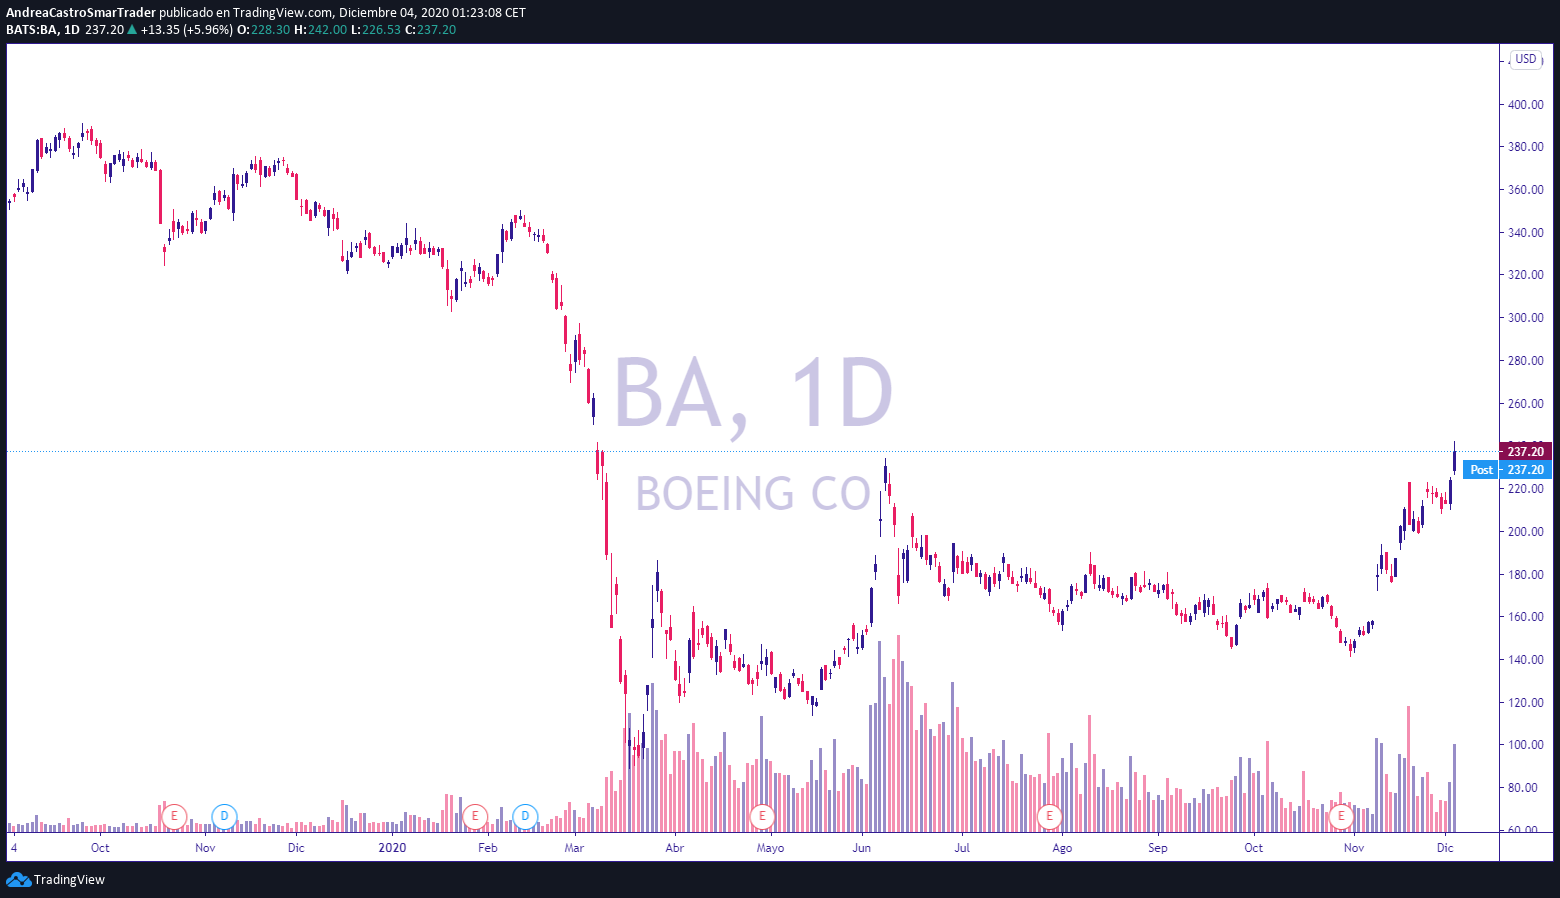 AndreaCastroSmarTrader publicado en TradingView.com, Diciembre 04, 2020 01:23:08 CET
BATS:BA, 1D 237.20 ▲ +13.35 (+5.96%) O:228.30 H:242.00 L:226.53 C:237.20
USD
400.00
380.00
360.00
340.00
320.00
300.00
280.00
260.00
237.20
Post 237.20
220.00
200.00
180.00
160.00
140.00
120.00
100.00
80.00
60.00
BA, 1D
BOEING CO
E D E D E E E
4 Oct Nov Dic 2020 Feb Mar Abr Mayo Jun Jul Ago Sep Oct Nov Dic
TradingView